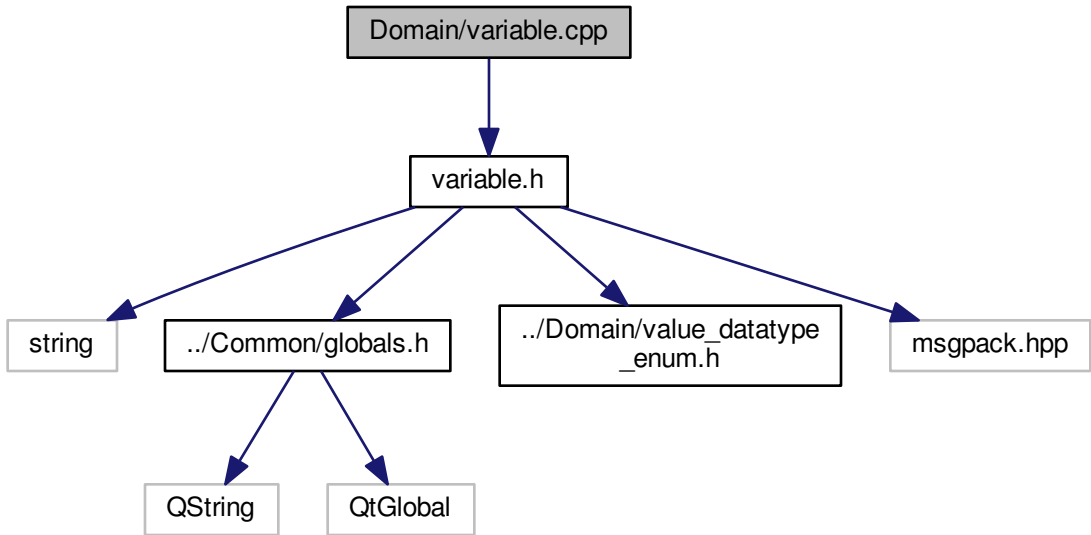 Domain/variable.cpp
variable.h
string
../Common/globals.h
../Domain/value_datatype
_enum.h
msgpack.hpp
QString
QtGlobal